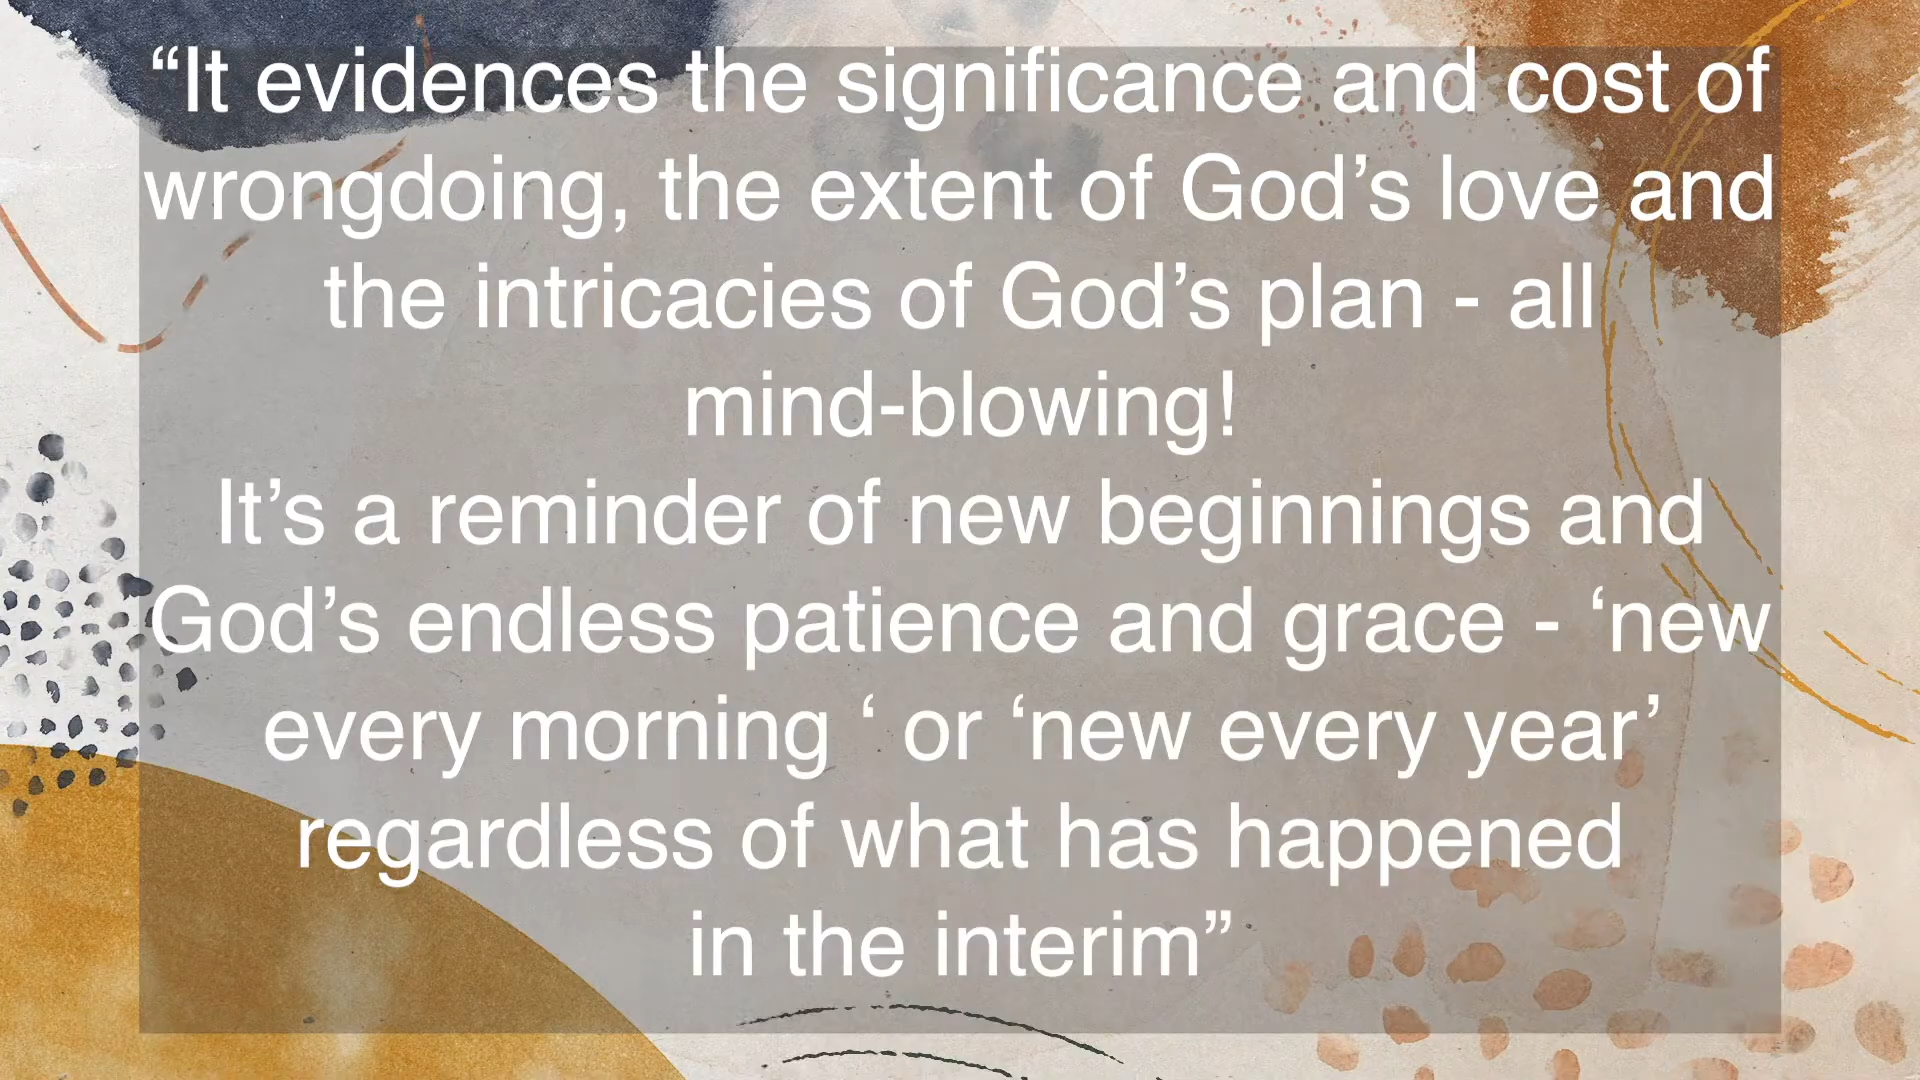 “It evidences the significance and cost of
wrongdoing, the extent of God’s love and
the intricacies of God’s plan - all
mind-blowing!
It’s a reminder of new beginnings and
God’s endless patience and grace - ‘new
every morning ‘ or ‘new every year’
regardless of what has happened
in the interim”